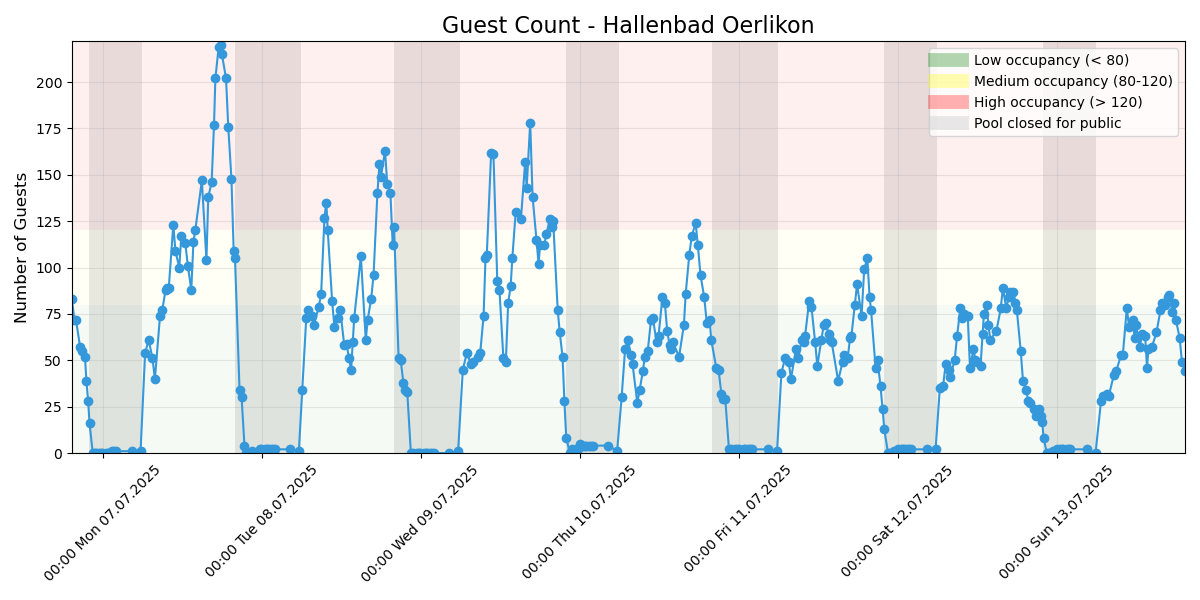 Guest Count - Hallenbad Oerlikon
Low occupancy (< 80)
Medium occupancy (80-120)
High occupancy (> 120)
Pool closed for public
Number of Guests
200
175
150
125
100
75
50
25
0
00:00 Mon 07.07.2025
00:00 Tue 08.07.2025
00:00 Wed 09.07.2025
00:00 Thu 10.07.2025
00:00 Fri 11.07.2025
00:00 Sat 12.07.2025
00:00 Sun 13.07.2025